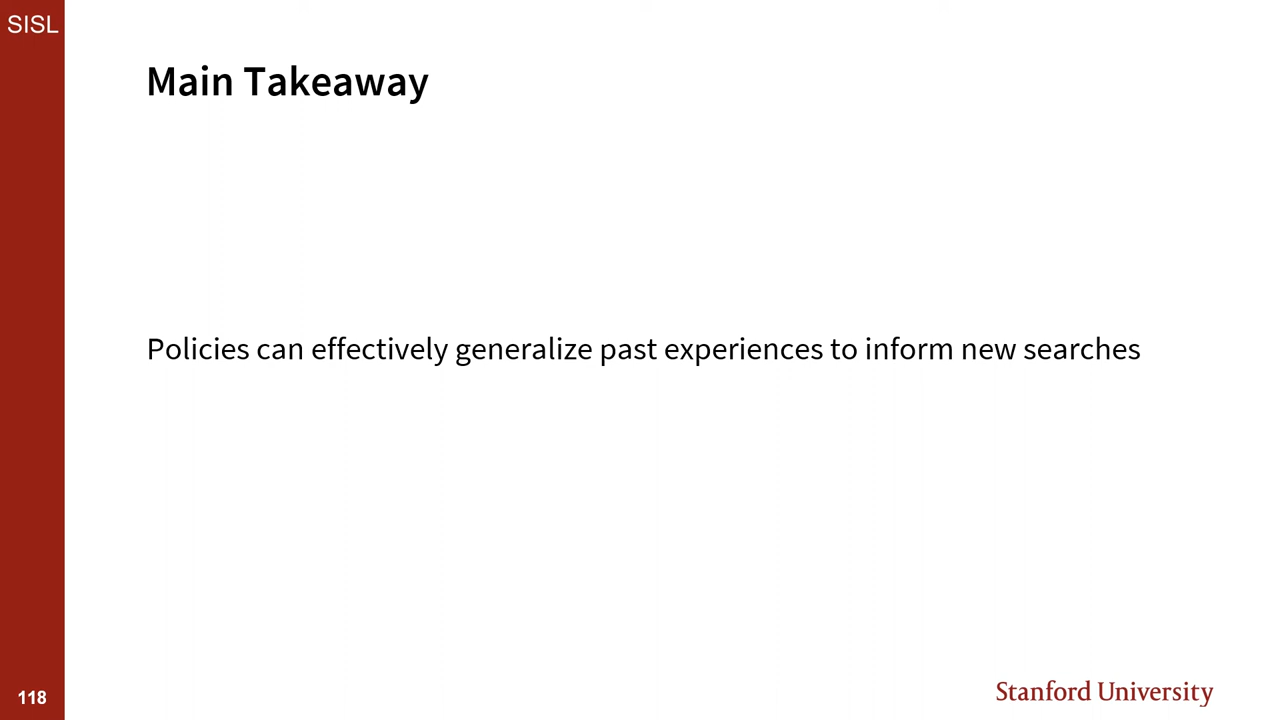 SISL
Main Takeaway
Policies can effectively generalize past experiences to inform new searches
118
Stanford University